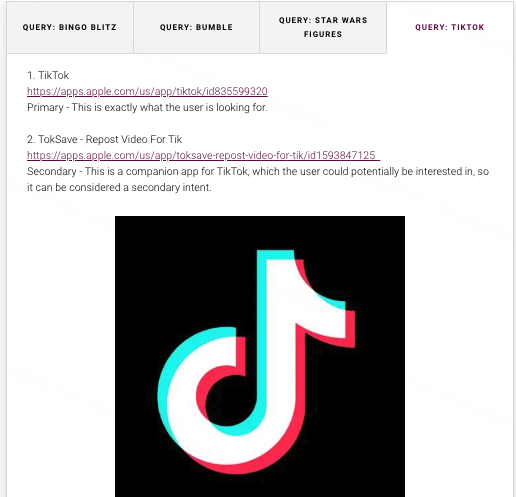 QUERY: BINGO BLITZ
QUERY: BUMBLE
QUERY: STAR WARS
FIGURES
QUERY: TIKTOK
1. TikTok
https://apps.apple.com/us/app/tiktok/id835599320
Primary - This is exactly what the user is looking for.
2. TokSave - Repost Video For Tik
https://apps.apple.com/us/app/toksave-repost-video-for-tik/id1593847125
Secondary - This is a companion app for TikTok, which the user could potentially be interested in, so
it can be considered a secondary intent.